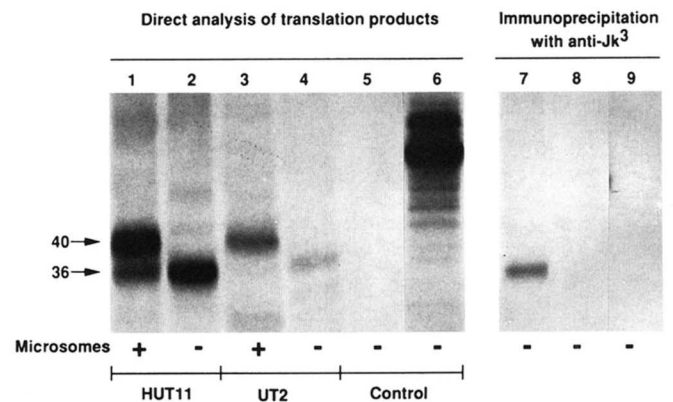 Direct analysis of translation products
Immunoprecipitation
with anti-Jk3
1 2 3 4 5 6 7 8 9
40
36
Microsomes + - + - - - - - -
HUT11 UT2 Control